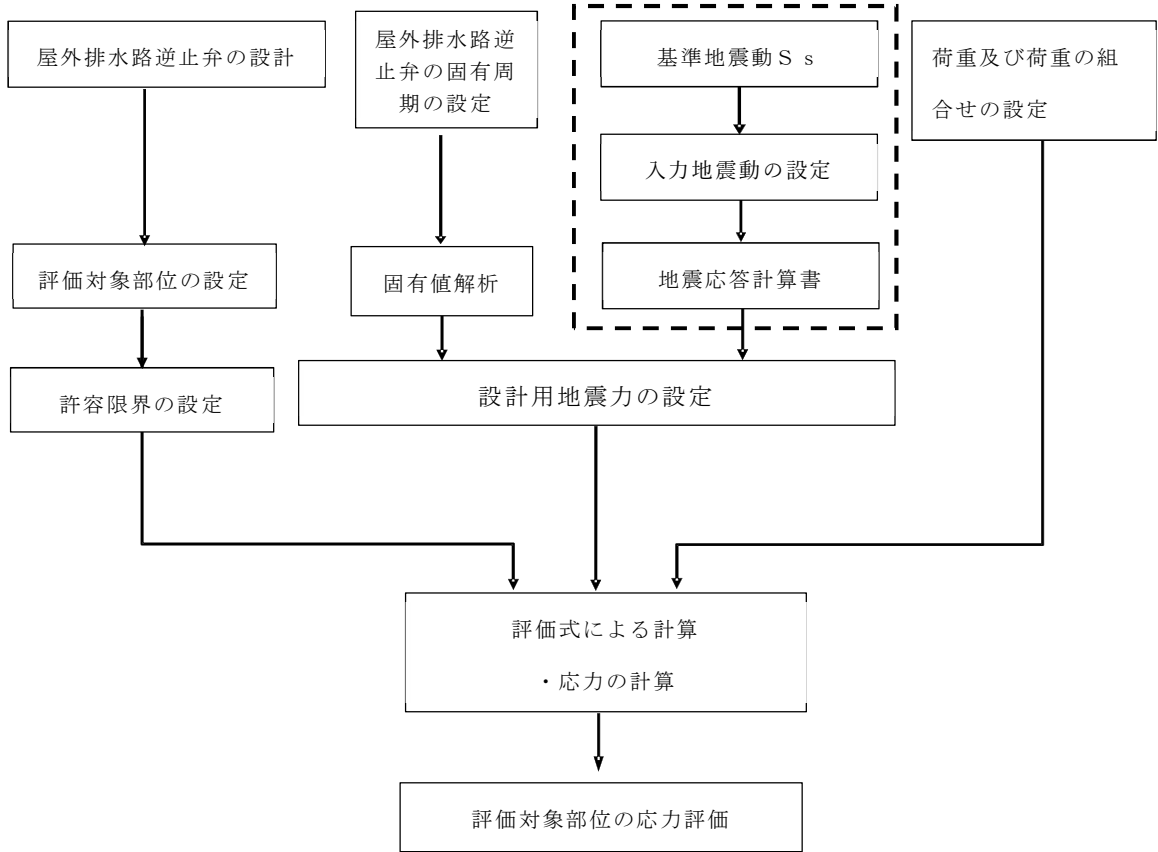 屋外排水路逆止弁の設計
屋外排水路逆
止弁の固有周
期の設定
基準地震動Ｓｓ
荷重及び荷重の組
合せの設定
入力地震動の設定
評価対象部位の設定
固有値解析
地震応答計算書
許容限界の設定
設計用地震力の設定
評価式による計算
・応力の計算
評価対象部位の応力評価